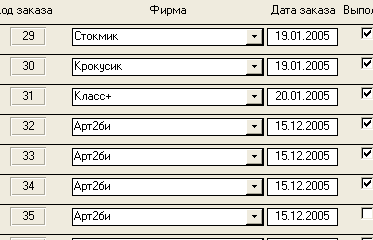 од заказа Фирма Дата заказа Выпол
29 Стокмик 19.01.2005
30 Крокусик 19.01.2005
31 Класс+ 20.01.2005
32 Арт2би 15.12.2005
33 Арт2би 15.12.2005
34 Арт2би 15.12.2005
35 Арт2би 15.12.2005